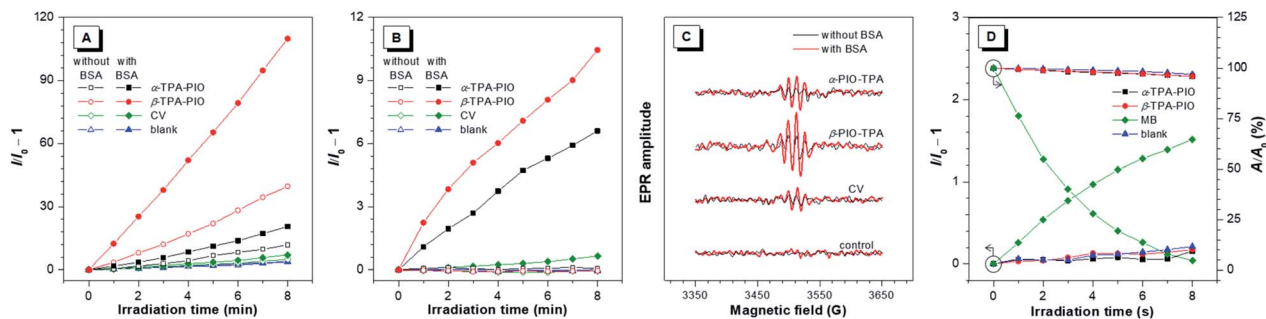 A
without with
BSA BSA
α-TPA-PIO
β-TPA-PIO
CV
blank
I/I0 – 1
120
90
60
30
0
0 1 2 3 4 5 6 7 8
Irradiation time (min)
B
without with
BSA BSA
α-TPA-PIO
β-TPA-PIO
CV
blank
I/I0 – 1
12
9
6
3
0
0 2 4 6 8
Irradiation time (min)
C
without BSA
with BSA
α-PIO-TPA
β-PIO-TPA
CV
control
EPR amplitude
3350 3450 3550 3650
Magnetic field (G)
D
α-TPA-PIO
β-TPA-PIO
MB
blank
I/I0 – 1
3
2
1
0
0 2 4 6 8
Irradiation time (s)
125
100
75
50
25
0
A/A0 (%)